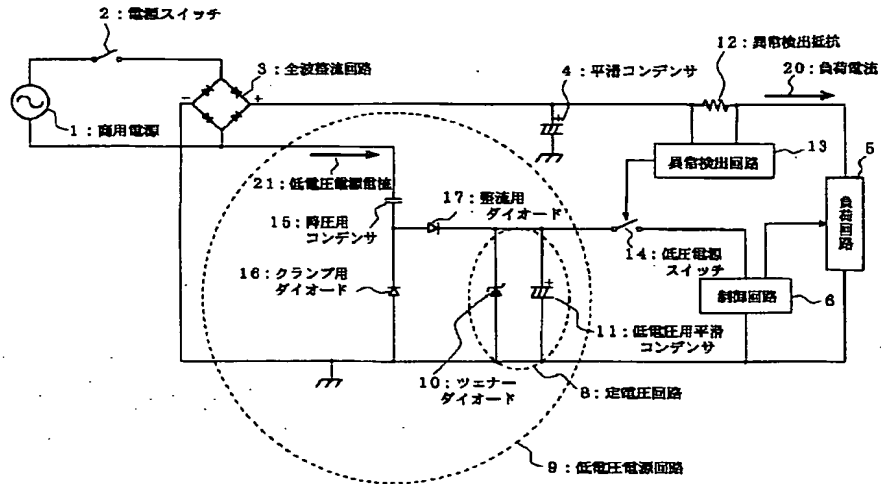 2:電源スイッチ
3:全波整流回路
1:商用電源
4:平滑コンデンサ
12:異常検出抵抗
20:負荷電流
異常検出回路
13
5
負荷回路
21:低電圧電源電流
15:降圧用
コンデンサ
17:整流用
ダイオード
16:クランプ用
ダイオード
14:低圧電源
スイッチ
制御回路
6
11:低電圧用平滑
コンデンサ
10:ツェナー
ダイオード
8:定電圧回路
9:低電圧電源回路